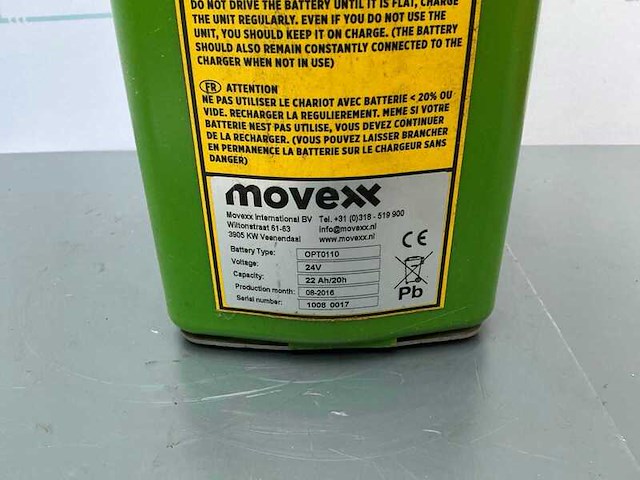 DO NOT DRIVE THE BATTERY UNTIL IT IS FLAT, CHARGE
THE UNIT REGULARLY. EVEN IF YOU DO NOT USE THE
UNIT, YOU SHOULD KEEP IT ON CHARGE. (THE BATTERY
SHOULD ALSO REMAIN CONSTANTLY CONNECTED TO THE
CHARGER WHEN NOT IN USE)
FR ATTENTION
NE PAS UTILISER LE CHARIOT AVEC BATTERIE < 20% OU
VIDE. RECHARGER LA REGULIEREMENT. MEME SI VOTRE
BATTERIE NEST PAS UTILISE, VOUS DEVEZ CONTINUER
DE LA RECHARGER. (VOUS POUVEZ LAISSER BRANCHER
EN PERMANENCE LA BATTERIE SUR LE CHARGEUR SANS
DANGER)
movexx
Movexx International BV Tel. +31 (0)318 - 519 900
Wiltonstraat 61-63 info@movexx.nl
3905 KW Veenendaal www.movexx.nl
Battery Type: OPT0110
Voltage: 24V
Capacity: 22 Ah/20h
Production month: 08-2016
Serial number: 1008 0017
CE
Pb